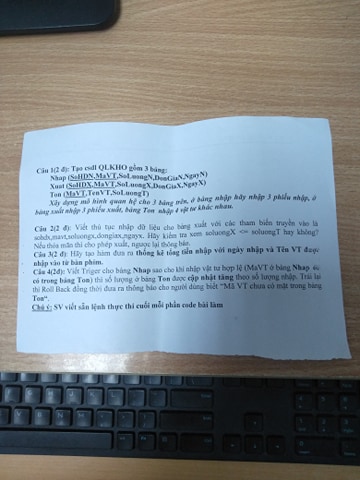 Câu 1(2 đ): Tạo csdl QLKHO gồm 3 bảng:
Nhap (SoHDN,MaVT,SoLuongN,DonGiaN,NgayN)
Xuat (SoHDX,MaVT,SoLuongX,DonGiaX,NgayX)
Ton (MaVT,TenVT,SoLuongT)
Xây dựng mô hình quan hệ cho 3 bảng trên, ở bảng nhập hãy nhập 3 phiếu nhập, ở
bảng xuất nhập 3 phiếu xuất, bảng Ton nhập 4 vật tư khác nhau.
Câu 2(2 đ): Viết thủ tục nhập dữ liệu cho bảng xuất với các tham biến truyền vào là
sohdx,mavt,soluongx,dongiax,ngayx. Hãy kiểm tra xem soluongX <= soluongT hay không?
Nếu thỏa mãn thì cho phép xuất, ngược lại thông báo.
Câu 3(2 đ): Hãy tạo hàm đưa ra thống kê tổng tiền nhập với ngày nhập và Tên VT được
nhập vào từ bàn phím.
Câu 4(2đ): Viết Triger cho bảng Nhap sao cho khi nhập vật tư hợp lệ (MaVT ở bảng Nhap
có trong bảng Ton) thì số lượng ở bảng Ton được cập nhật tăng theo số lượng nhập. Trái lại
thì Roll Back đồng thời đưa ra thông báo cho người dùng biết "Mã VT chưa có mặt trong bảng
Ton".
Chú ý: SV viết sẵn lệnh thực thi cuối mỗi phần code bài làm